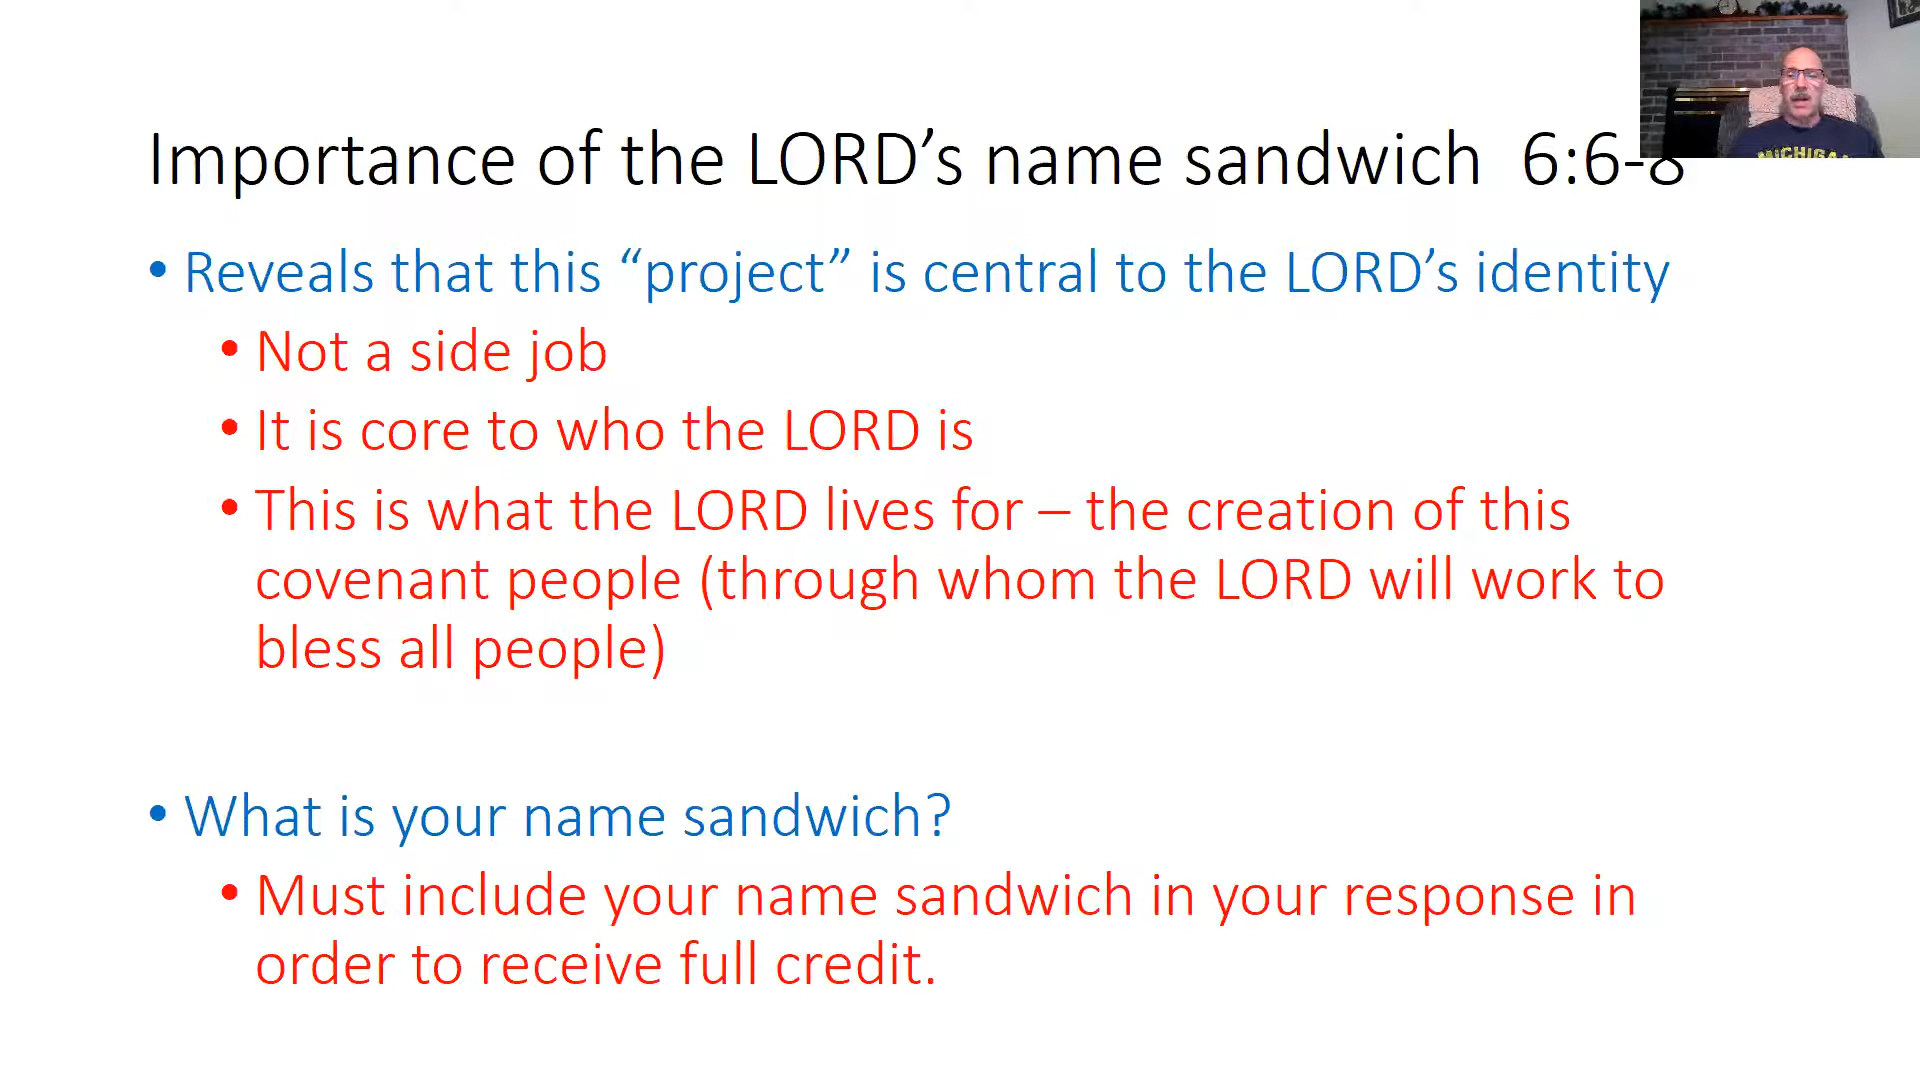 Importance of the LORD’s name sandwich 6:6-8
• Reveals that this “project” is central to the LORD’s identity
• Not a side job
• It is core to who the LORD is
• This is what the LORD lives for – the creation of this
covenant people (through whom the LORD will work to
bless all people)
• What is your name sandwich?
• Must include your name sandwich in your response in
order to receive full credit.
MICHIGAN